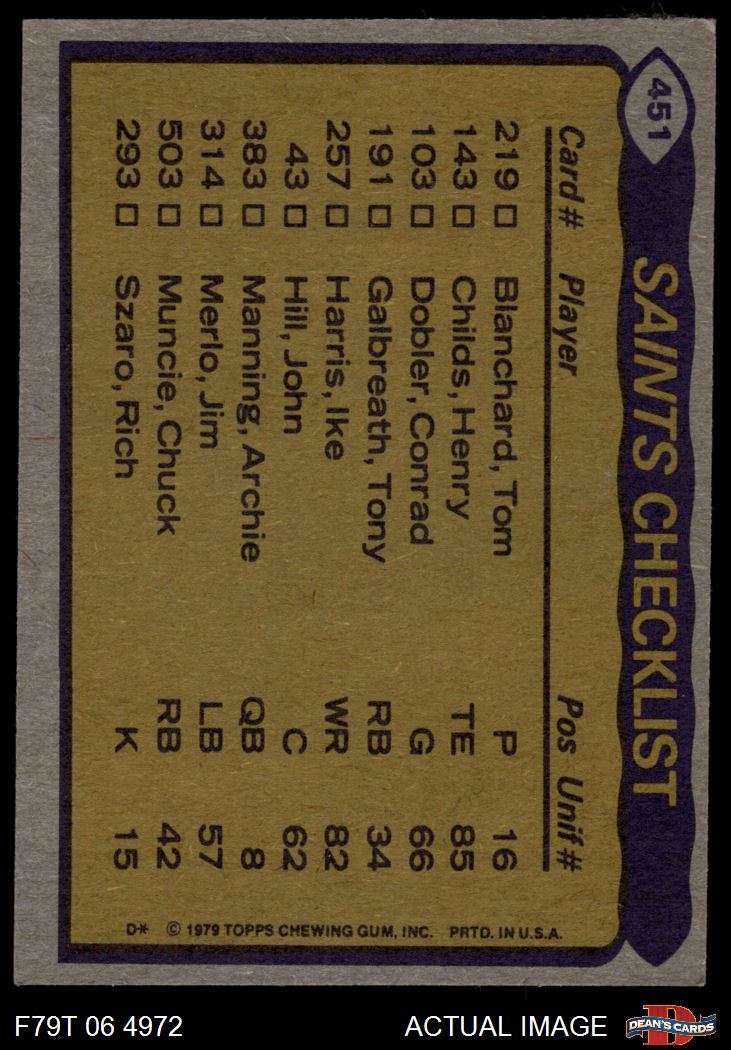 451
SAINTS CHECKLIST
Card # Player Pos Unif #
219 Blanchard, Tom P 16
143 Childs, Henry TE 85
103 Dobler, Conrad G 66
191 Galbreath, Tony RB 34
257 Harris, Ike WR 82
43 Hill, John C 62
383 Manning, Archie QB 8
314 Merlo, Jim LB 57
503 Muncie, Chuck RB 42
293 Szaro, Rich K 15
D* © 1979 TOPPS CHEWING GUM, INC. PRTD. IN U.S.A.
F79T 06 4972 ACTUAL IMAGE
D
DEAN'S CARDS